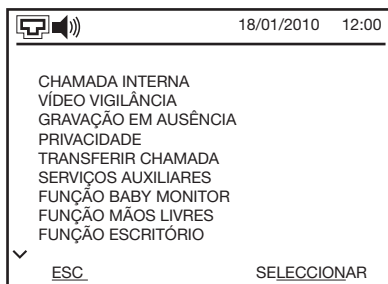 18/01/2010 12:00
CHAMADA INTERNA
VÍDEO VIGILÂNCIA
GRAVAÇÃO EM AUSÊNCIA
PRIVACIDADE
TRANSFERIR CHAMADA
SERVIÇOS AUXILIARES
FUNÇÃO BABY MONITOR
FUNÇÃO MÃOS LIVRES
FUNÇÃO ESCRITÓRIO
ESC SELECCIONAR